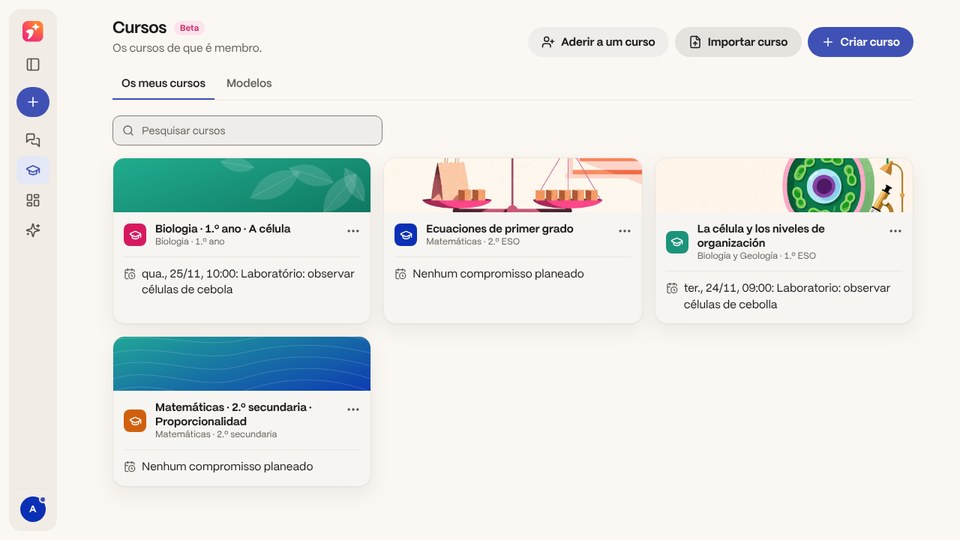 Cursos Beta
Os cursos de que é membro.
Aderir a um curso
Importar curso
Criar curso
Os meus cursos
Modelos
Pesquisar cursos
Biologia · 1.º ano · A célula
Biologia · 1.º ano
qua., 25/11, 10:00: Laboratório: observar
células de cebola
Ecuaciones de primer grado
Matemáticas · 2.º ESO
Nenhum compromisso planeado
La célula y los niveles de
organización
Biología y Geología · 1.º ESO
ter., 24/11, 09:00: Laboratorio: observar
células de cebolla
Matemáticas · 2.º secundaria ·
Proporcionalidad
Matemáticas · 2.º secundaria
Nenhum compromisso planeado
A